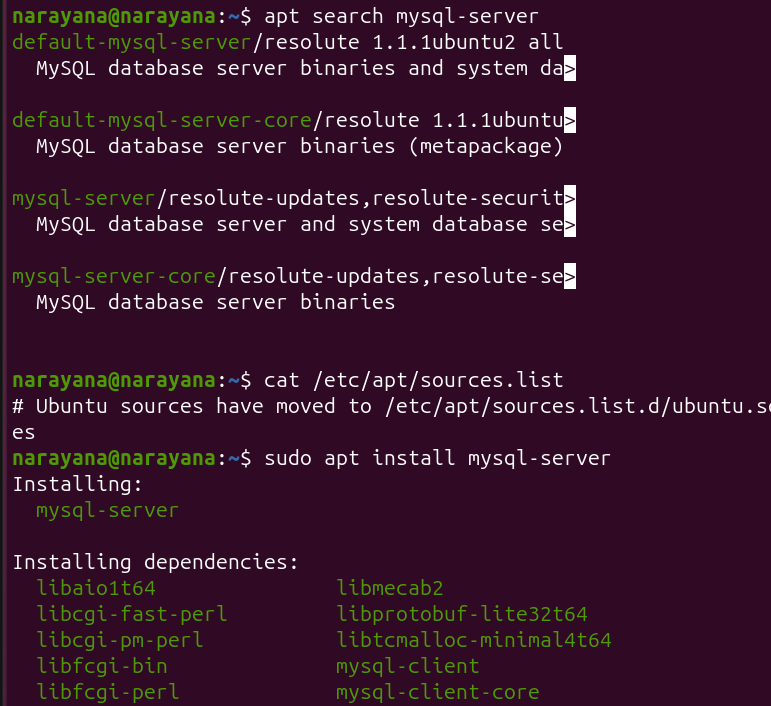 narayana@narayana:~$ apt search mysql-server
default-mysql-server/resolute 1.1.1ubuntu2 all
  MySQL database server binaries and system da>

default-mysql-server-core/resolute 1.1.1ubuntu>
  MySQL database server binaries (metapackage)

mysql-server/resolute-updates,resolute-securit>
  MySQL database server and system database se>

mysql-server-core/resolute-updates,resolute-se>
  MySQL database server binaries

narayana@narayana:~$ cat /etc/apt/sources.list
# Ubuntu sources have moved to /etc/apt/sources.list.d/ubuntu.so
es
narayana@narayana:~$ sudo apt install mysql-server
Installing:
  mysql-server

Installing dependencies:
  libaio1t64               libmecab2
  libcgi-fast-perl         libprotobuf-lite32t64
  libcgi-pm-perl           libtcmalloc-minimal4t64
  libfcgi-bin              mysql-client
  libfcgi-perl             mysql-client-core